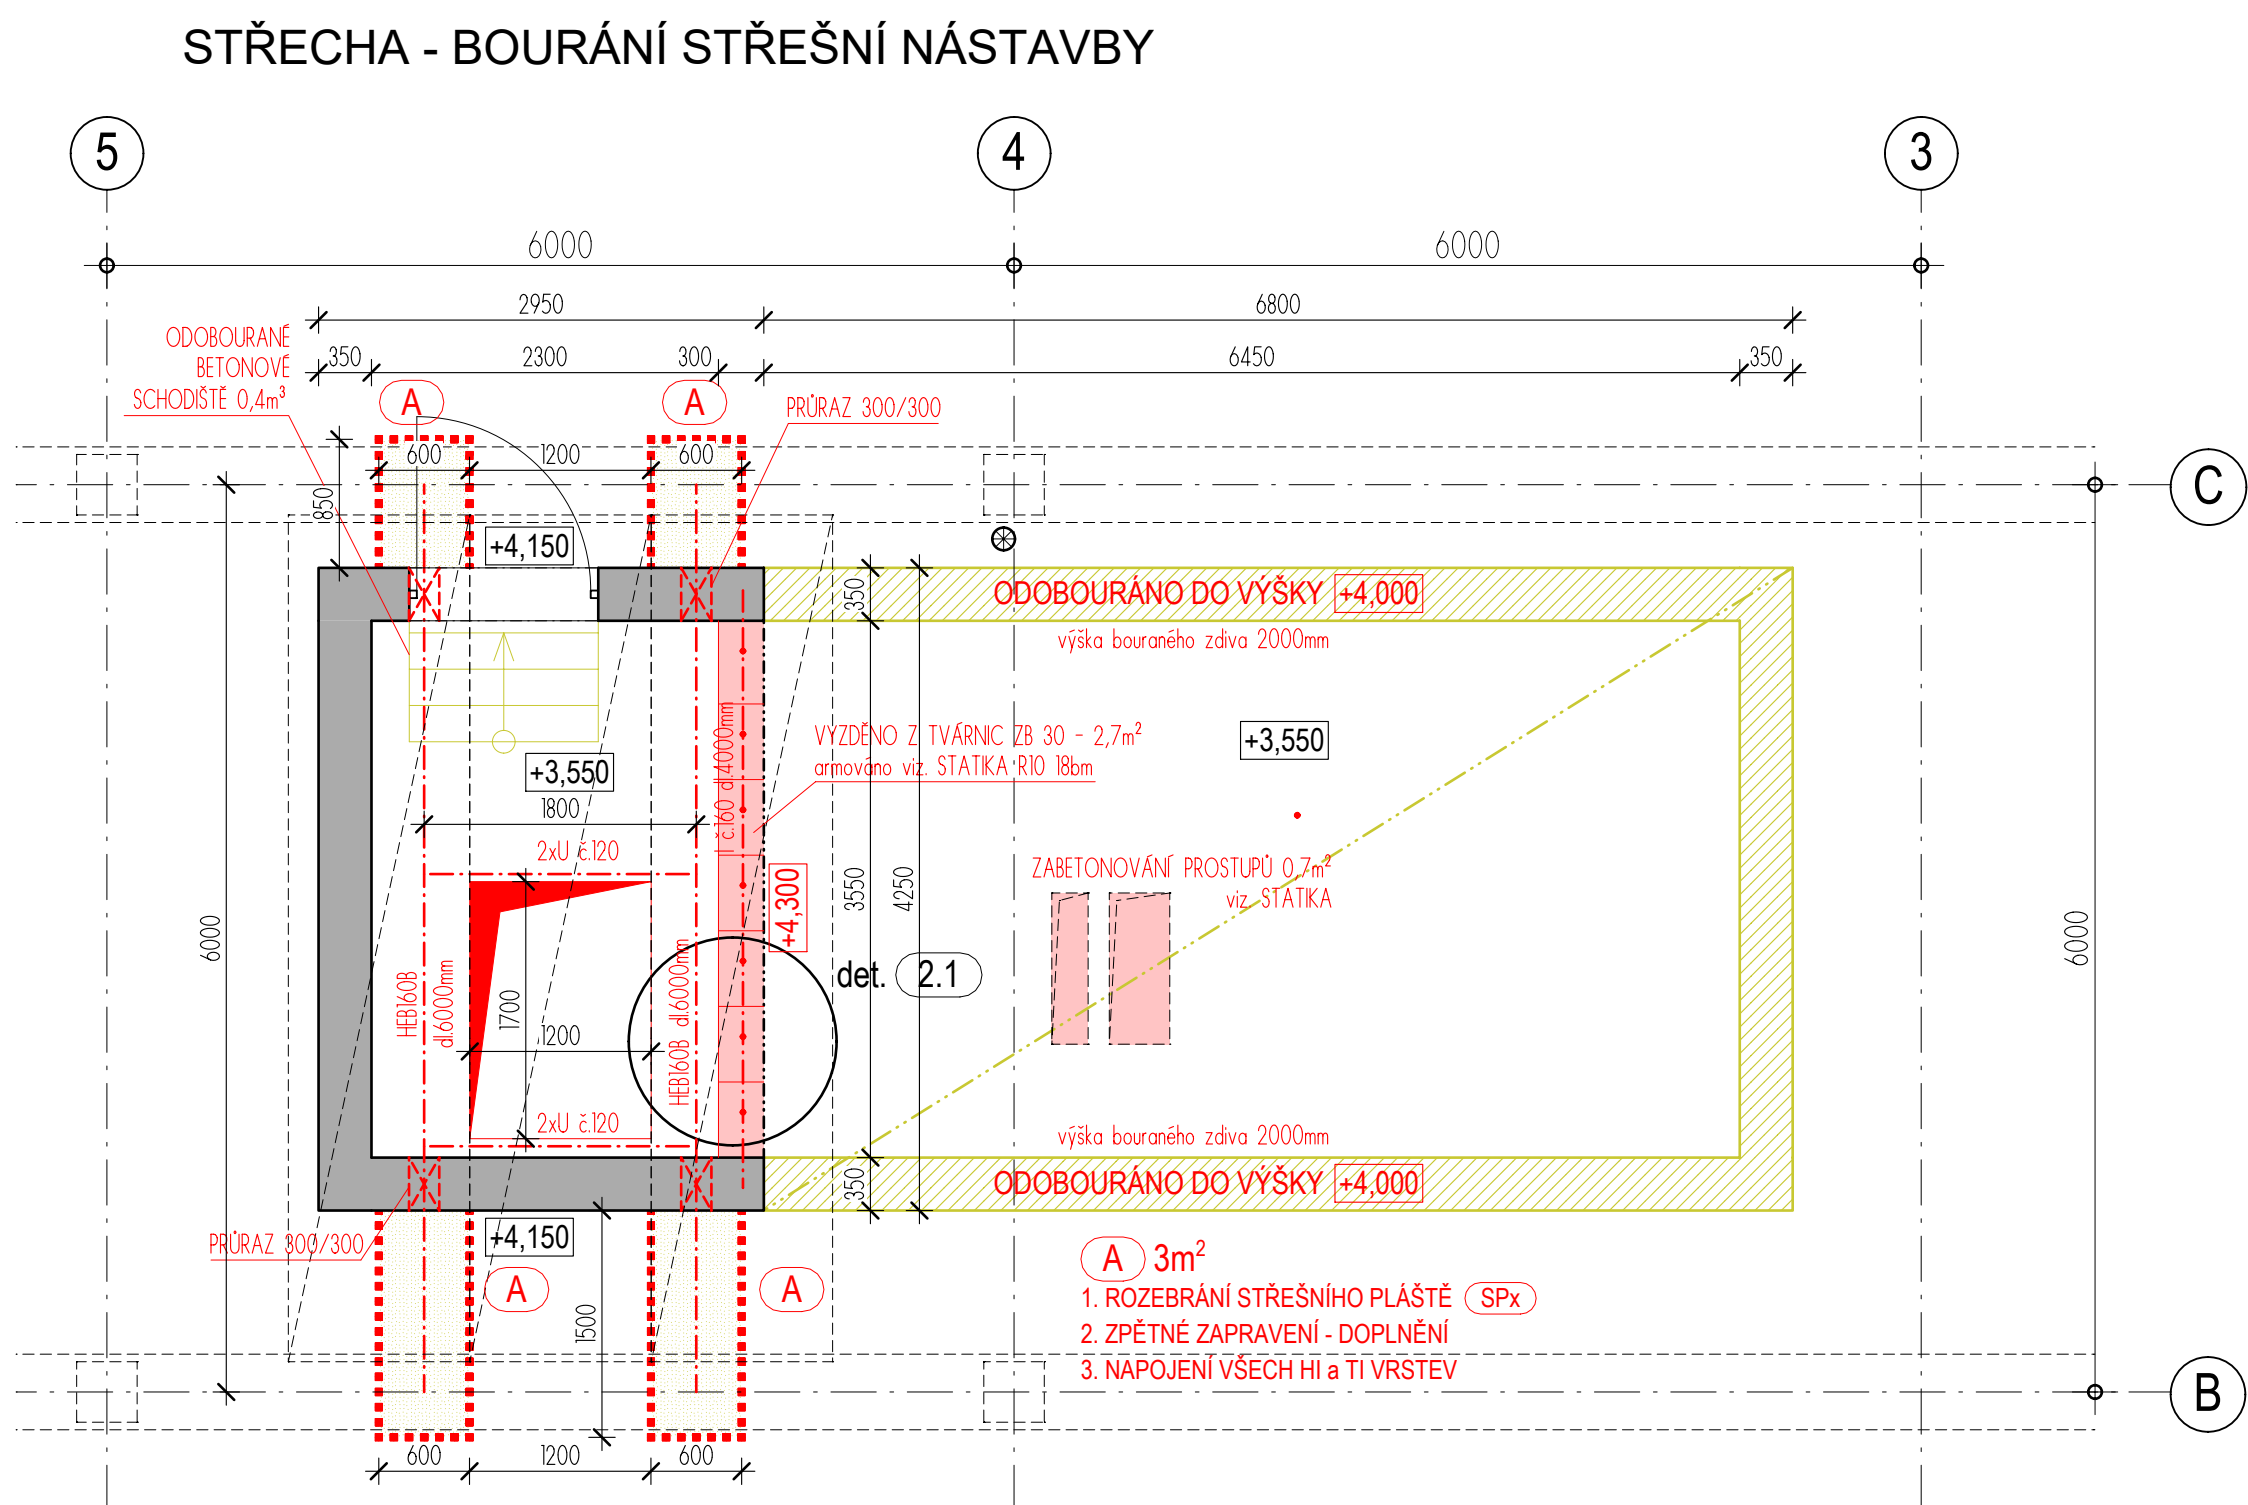 STŘECHA - BOURÁNÍ STŘEŠNÍ NÁSTAVBY
5
4
3
6000
6000
2950
6800
ODOBOURANÉ
BETONOVÉ
SCHODIŠTĚ 0,4m³
350
2300
300
6450
350
A
A
PRŮRAZ 300/300
600
1200
600
850
C
+4,150
350
ODOBOURÁNO DO VÝŠKY +4,000
výška bouraného zdiva 2000mm
VYZDĚNO Z TVÁRNIC ZB 30 - 2,7m²
armováno viz. STATIKA R10 18bm
+3,550
+3,550
1800
I č.160 dl.4000mm
2xU č.120
ZABETONOVÁNÍ PROSTUPŮ 0,7m²
viz. STATIKA
+4,300
3550
4250
6000
6000
det. 2.1
HEB160B
dl.6000mm
1700
1200
HEB160B dl.6000mm
2xU č.120
výška bouraného zdiva 2000mm
350
ODOBOURÁNO DO VÝŠKY +4,000
PRŮRAZ 300/300
+4,150
A
A
1500
A 3m²
1. ROZEBRÁNÍ STŘEŠNÍHO PLÁŠTĚ SPx
2. ZPĚTNÉ ZAPRAVENÍ - DOPLNĚNÍ
3. NAPOJENÍ VŠECH HI a TI VRSTEV
B
600
1200
600